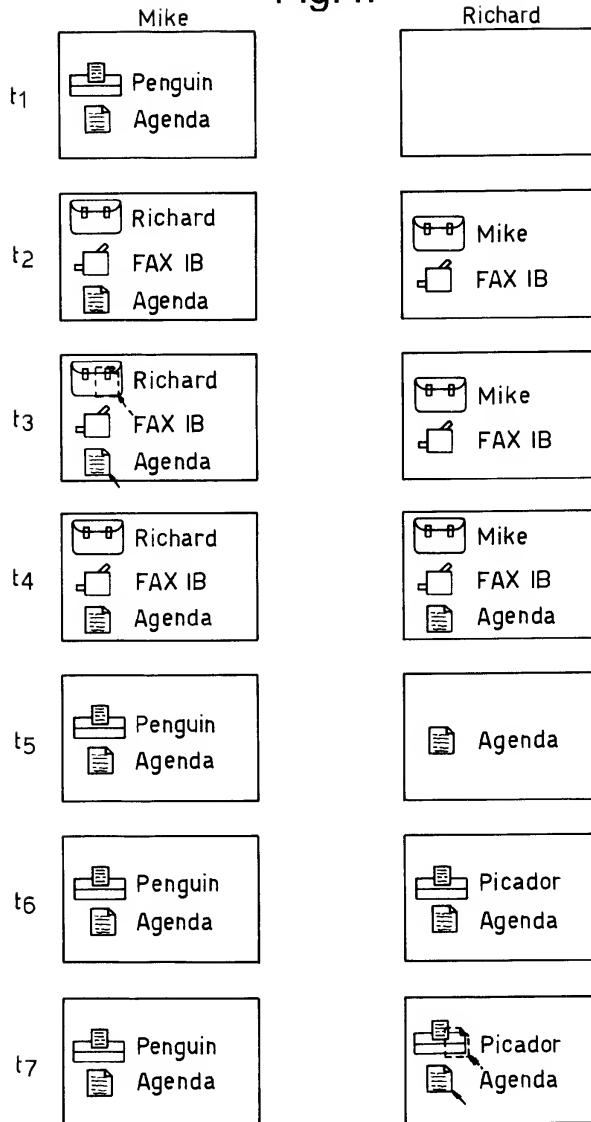 Mike Richard
t1
Penguin
Agenda
t2
Richard Mike
FAX IB FAX IB
Agenda
t3
Richard Mike
FAX IB FAX IB
Agenda
t4
Richard Mike
FAX IB FAX IB
Agenda Agenda
t5
Penguin Agenda
Agenda
t6
Penguin Picador
Agenda Agenda
t7
Penguin Picador
Agenda Agenda